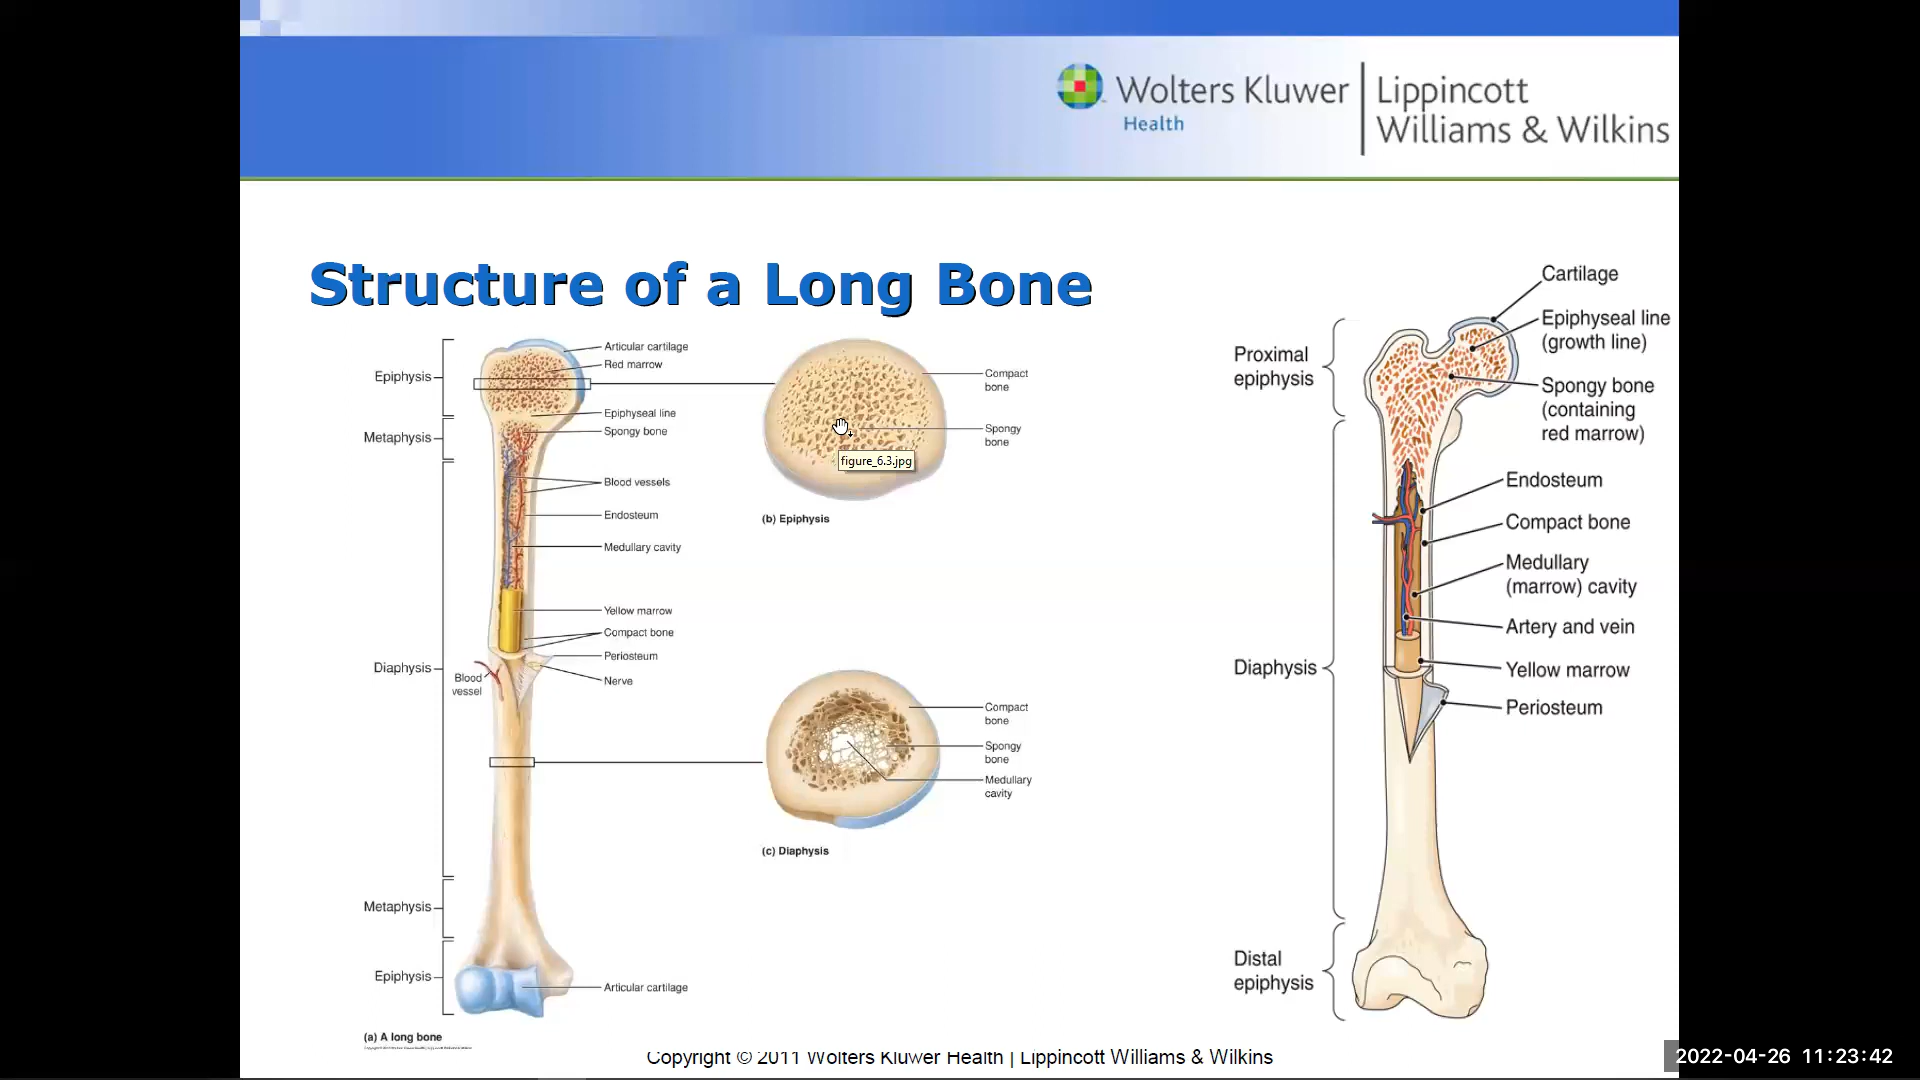 Wolters Kluwer
Health
Lippincott
Williams & Wilkins
Structure of a Long Bone
Epiphysis
Metaphysis
Diaphysis
Metaphysis
Epiphysis
Articular cartilage
Red marrow
Epiphyseal line
Spongy bone
Blood vessels
Endosteum
Medullary cavity
Yellow marrow
Compact bone
Periosteum
Nerve
Blood
vessel
Articular cartilage
(a) A long bone
Compact
bone
Spongy
bone
figure_6.3.jpg
(b) Epiphysis
Compact
bone
Spongy
bone
Medullary
cavity
(c) Diaphysis
Proximal
epiphysis
Diaphysis
Distal
epiphysis
Cartilage
Epiphyseal line
(growth line)
Spongy bone
(containing
red marrow)
Endosteum
Compact bone
Medullary
(marrow) cavity
Artery and vein
Yellow marrow
Periosteum
Copyright © 2011 Wolters Kluwer Health | Lippincott Williams & Wilkins
2022-04-26 11:23:42